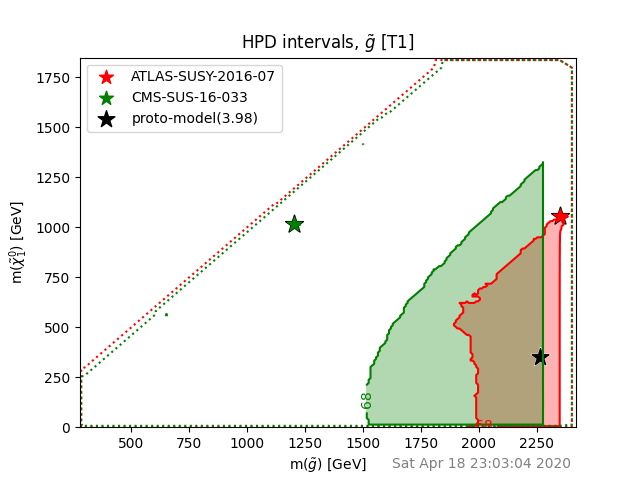 HPD intervals, g̃ [T1]
ATLAS-SUSY-2016-07
CMS-SUS-16-033
proto-model(3.98)
m(χ̃⁰₁) [GeV]
1750
1500
1250
1000
750
500
250
0
68
500
750
1000
1250
1500
1750
2000
2250
m(g̃) [GeV]
Sat Apr 18 23:03:04 2020